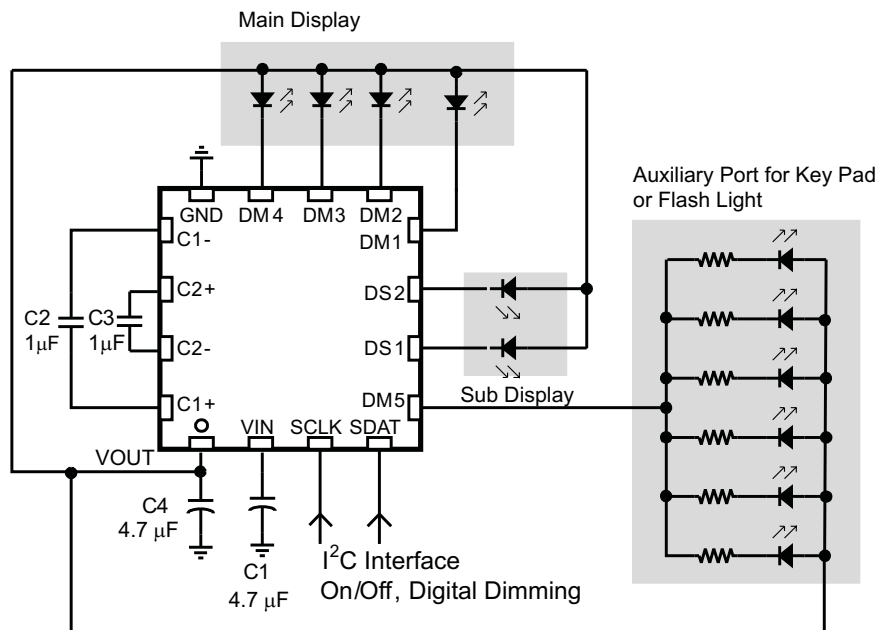 Main Display
Auxiliary Port for Key Pad
or Flash Light
GND
DM4
DM3
DM2
C1-
DM1
C2+
DS2
C2
1µF
C3
1µF
C2-
DS1
C1+
DM5
Sub Display
VIN
SCLK
SDAT
VOUT
C4
4.7 µF
C1
4.7 µF
I²C Interface
On/Off, Digital Dimming